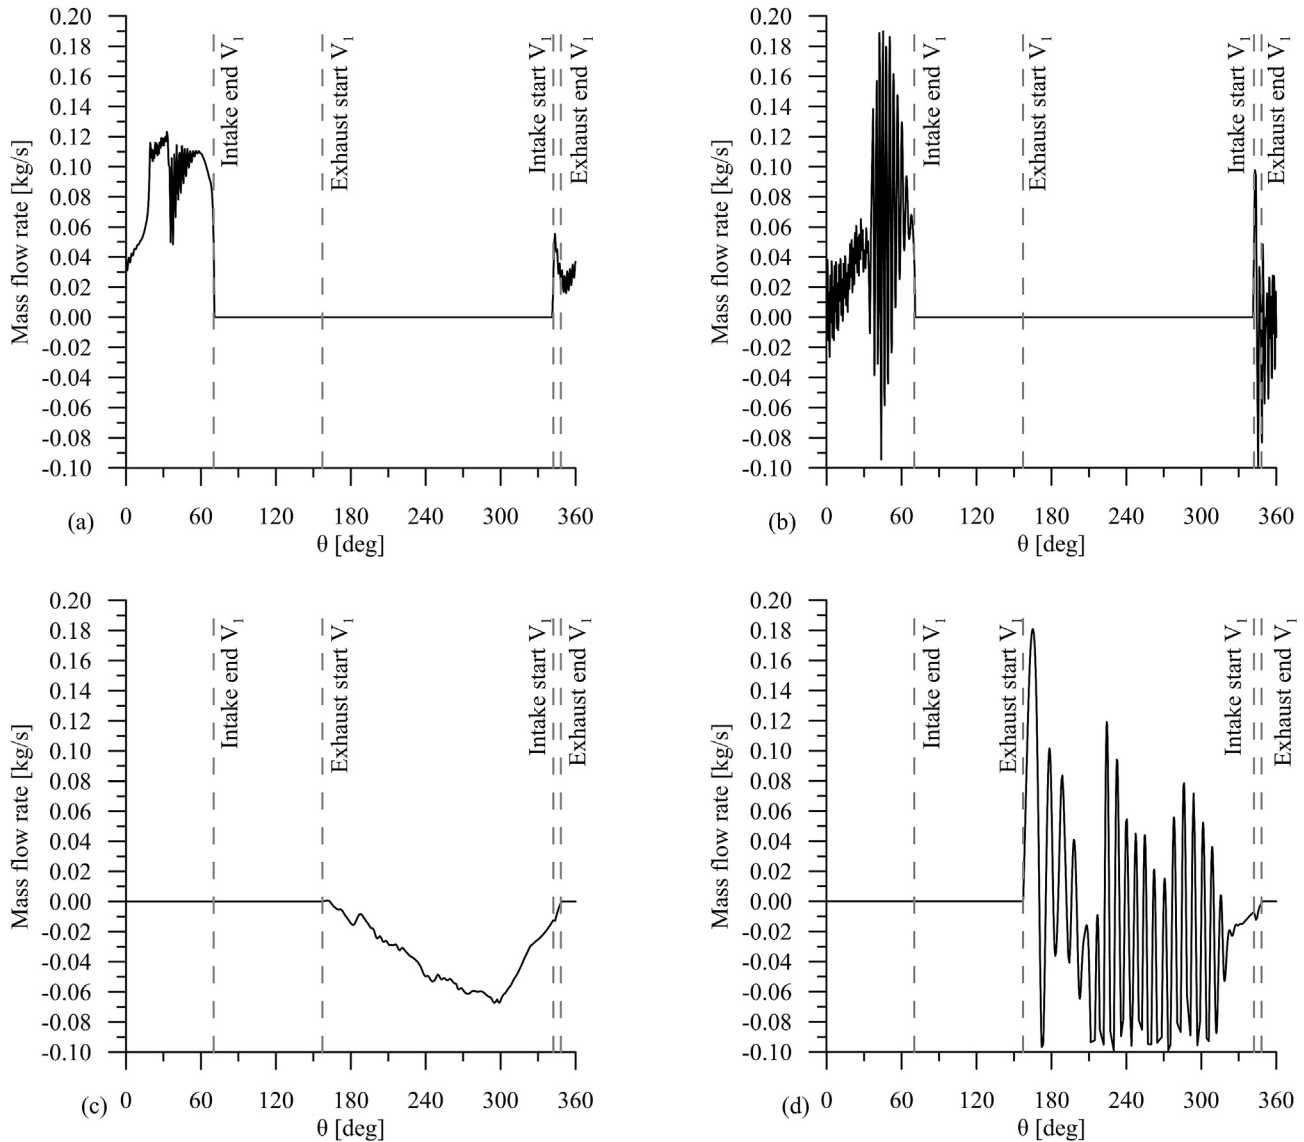 0.20
0.18
0.16
0.14
0.12
0.10
0.08
0.06
0.04
0.02
0.00
-0.02
-0.04
-0.06
-0.08
-0.10
Mass flow rate [kg/s]
Intake end V₁
Exhaust start V₁
Intake start V₁
Exhaust end V₁
(a)
0 60 120 180 240 300 360
θ [deg]
0.20
0.18
0.16
0.14
0.12
0.10
0.08
0.06
0.04
0.02
0.00
-0.02
-0.04
-0.06
-0.08
-0.10
Mass flow rate [kg/s]
Intake end V₁
Exhaust start V₁
Intake start V₁
Exhaust end V₁
(b)
0 60 120 180 240 300 360
θ [deg]
0.20
0.18
0.16
0.14
0.12
0.10
0.08
0.06
0.04
0.02
0.00
-0.02
-0.04
-0.06
-0.08
-0.10
Mass flow rate [kg/s]
Intake end V₁
Exhaust start V₁
Intake start V₁
Exhaust end V₁
(c)
0 60 120 180 240 300 360
θ [deg]
0.20
0.18
0.16
0.14
0.12
0.10
0.08
0.06
0.04
0.02
0.00
-0.02
-0.04
-0.06
-0.08
-0.10
Mass flow rate [kg/s]
Intake end V₁
Exhaust start V₁
Intake start V₁
Exhaust end V₁
(d)
0 60 120 180 240 300 360
θ [deg]